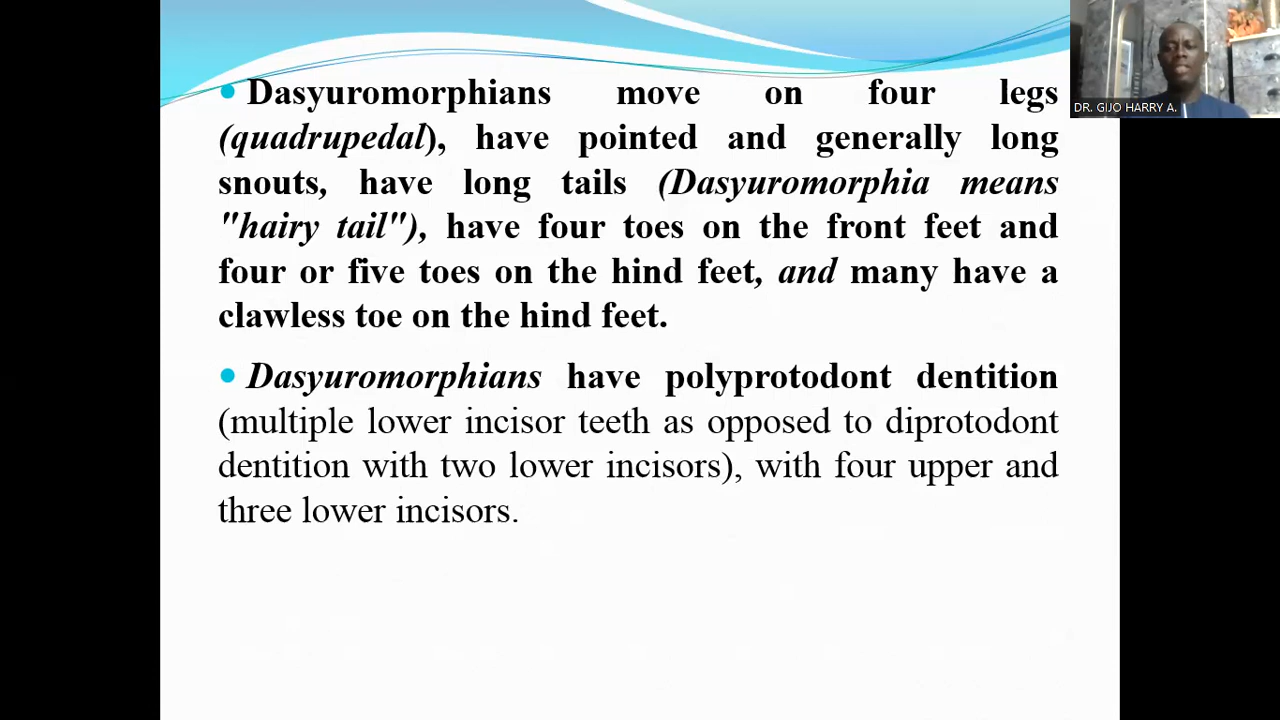 • Dasyuromorphians move on four legs
(quadrupedal), have pointed and generally long
snouts, have long tails (Dasyuromorphia means
"hairy tail"), have four toes on the front feet and
four or five toes on the hind feet, and many have a
clawless toe on the hind feet.
• Dasyuromorphians have polyprotodont dentition
(multiple lower incisor teeth as opposed to diprotodont
dentition with two lower incisors), with four upper and
three lower incisors.
DR. GIJO HARRY A.